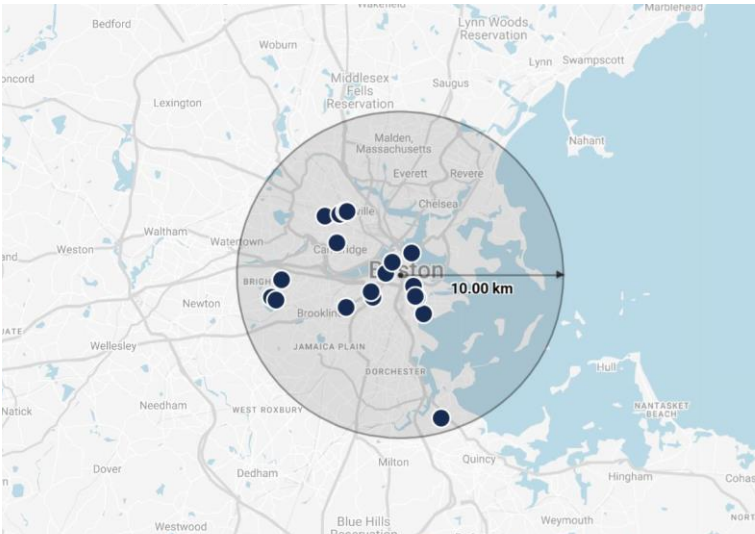 Marblehead
Bedford
Lynn Woods
Reservation
Woburn
Lynn
Swampscott
Middlesex
Fells
Reservation
Saugus
Lexington
Malden,
Massachusetts
Nahant
Everett
Revere
Chelsea
Waltham
Watertown
Cambridge
Weston
Boston
10.00 km
Newton
Brookline
JAMAICA PLAIN
Wellesley
DORCHESTER
Hull
Needham
WEST ROXBURY
NANTASKET
BEACH
Natick
Milton
Quincy
Dover
Dedham
Hingham
Westwood
Blue Hills
Reservation
Weymouth